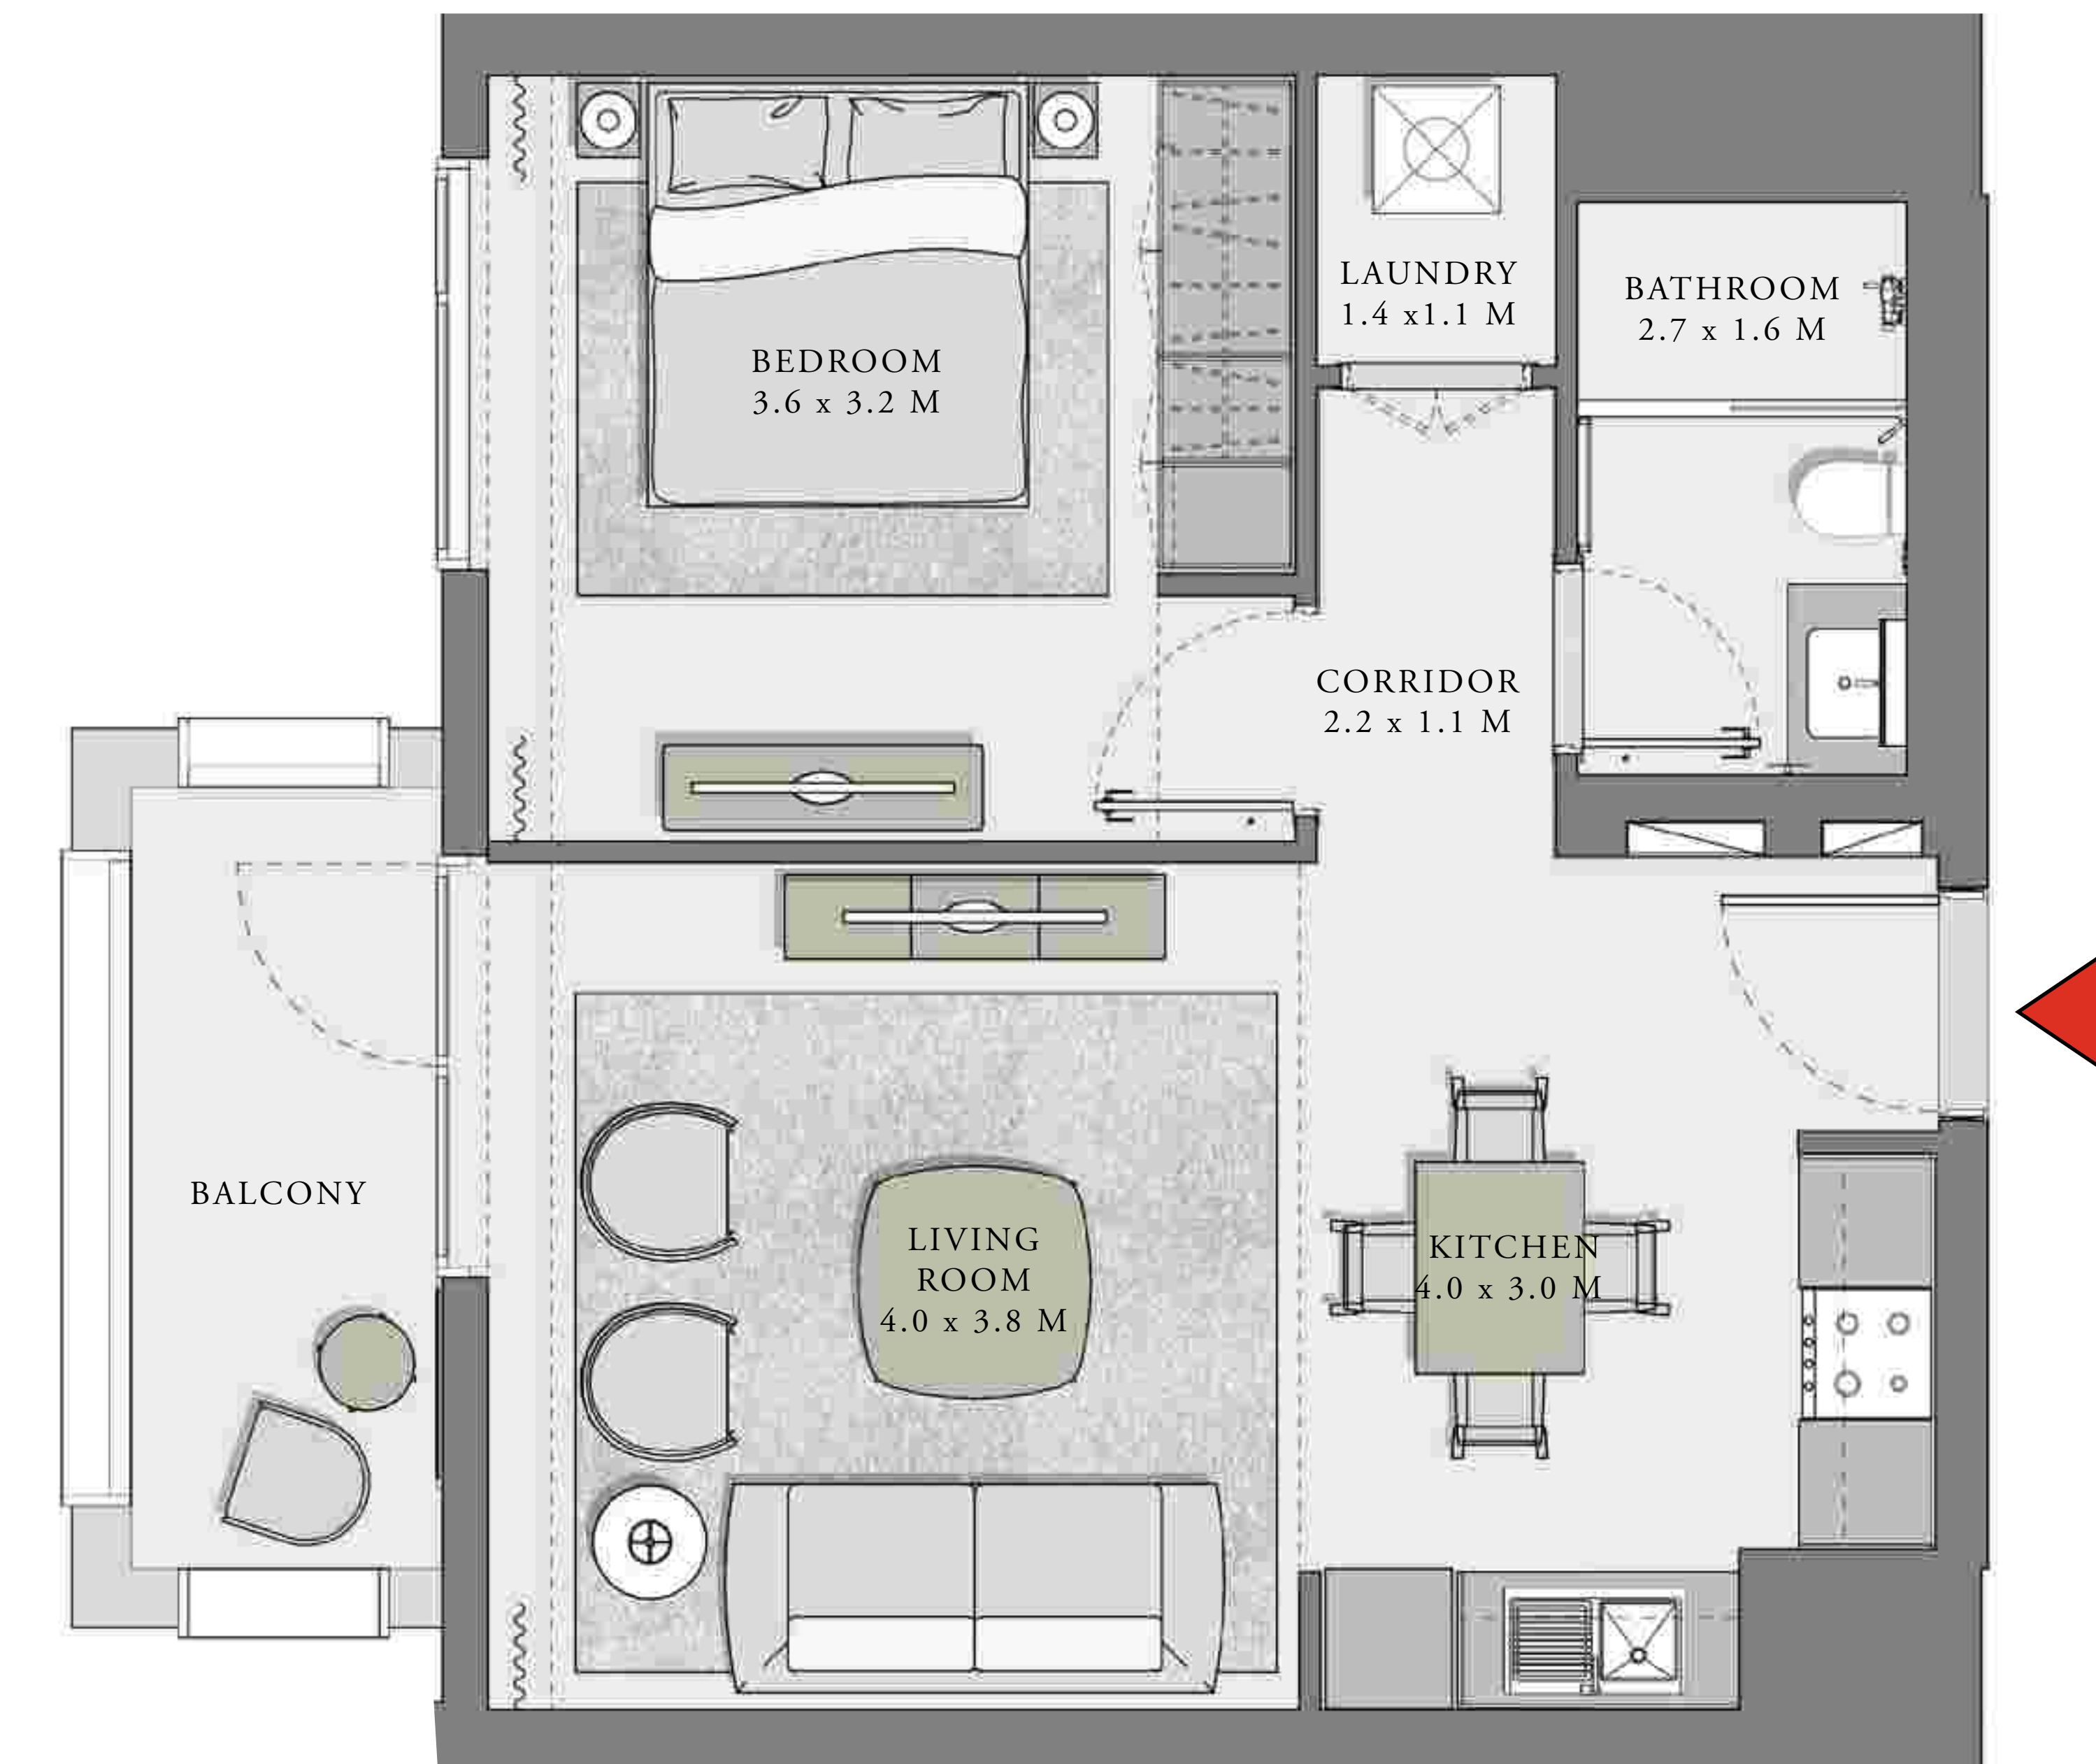 LAUNDRY
1.4 x1.1 M
BATHROOM
2.7 x 1.6 M
BEDROOM
3.6 x 3.2 M
CORRIDOR
2.2 x 1.1 M
BALCONY
LIVING
ROOM
4.0 x 3.8 M
KITCHEN
4.0 x 3.0 M